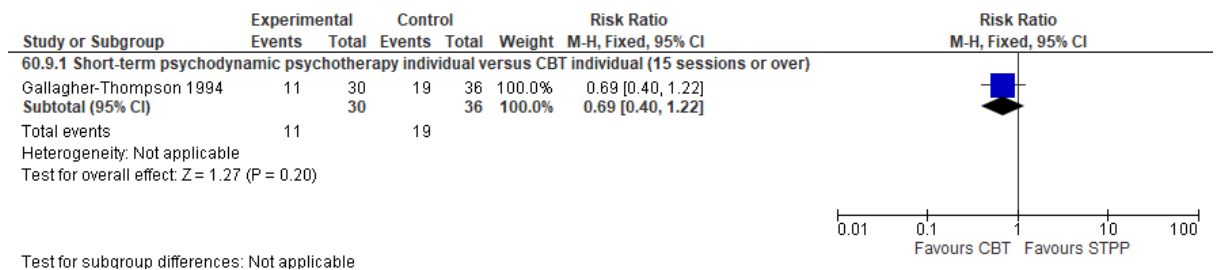 Experimental Control Risk Ratio Risk Ratio
Study or Subgroup Events Total Events Total Weight M-H, Fixed, 95% CI M-H, Fixed, 95% CI
60.9.1 Short-term psychodynamic psychotherapy individual versus CBT individual (15 sessions or over)
Gallagher-Thompson 1994 11 30 19 36 100.0% 0.69 [0.40, 1.22]
Subtotal (95% CI) 30 36 100.0% 0.69 [0.40, 1.22]
Total events 11 19
Heterogeneity: Not applicable
Test for overall effect: Z = 1.27 (P = 0.20)
0.01 0.1 1 10 100
Favours CBT Favours STPP
Test for subgroup differences: Not applicable